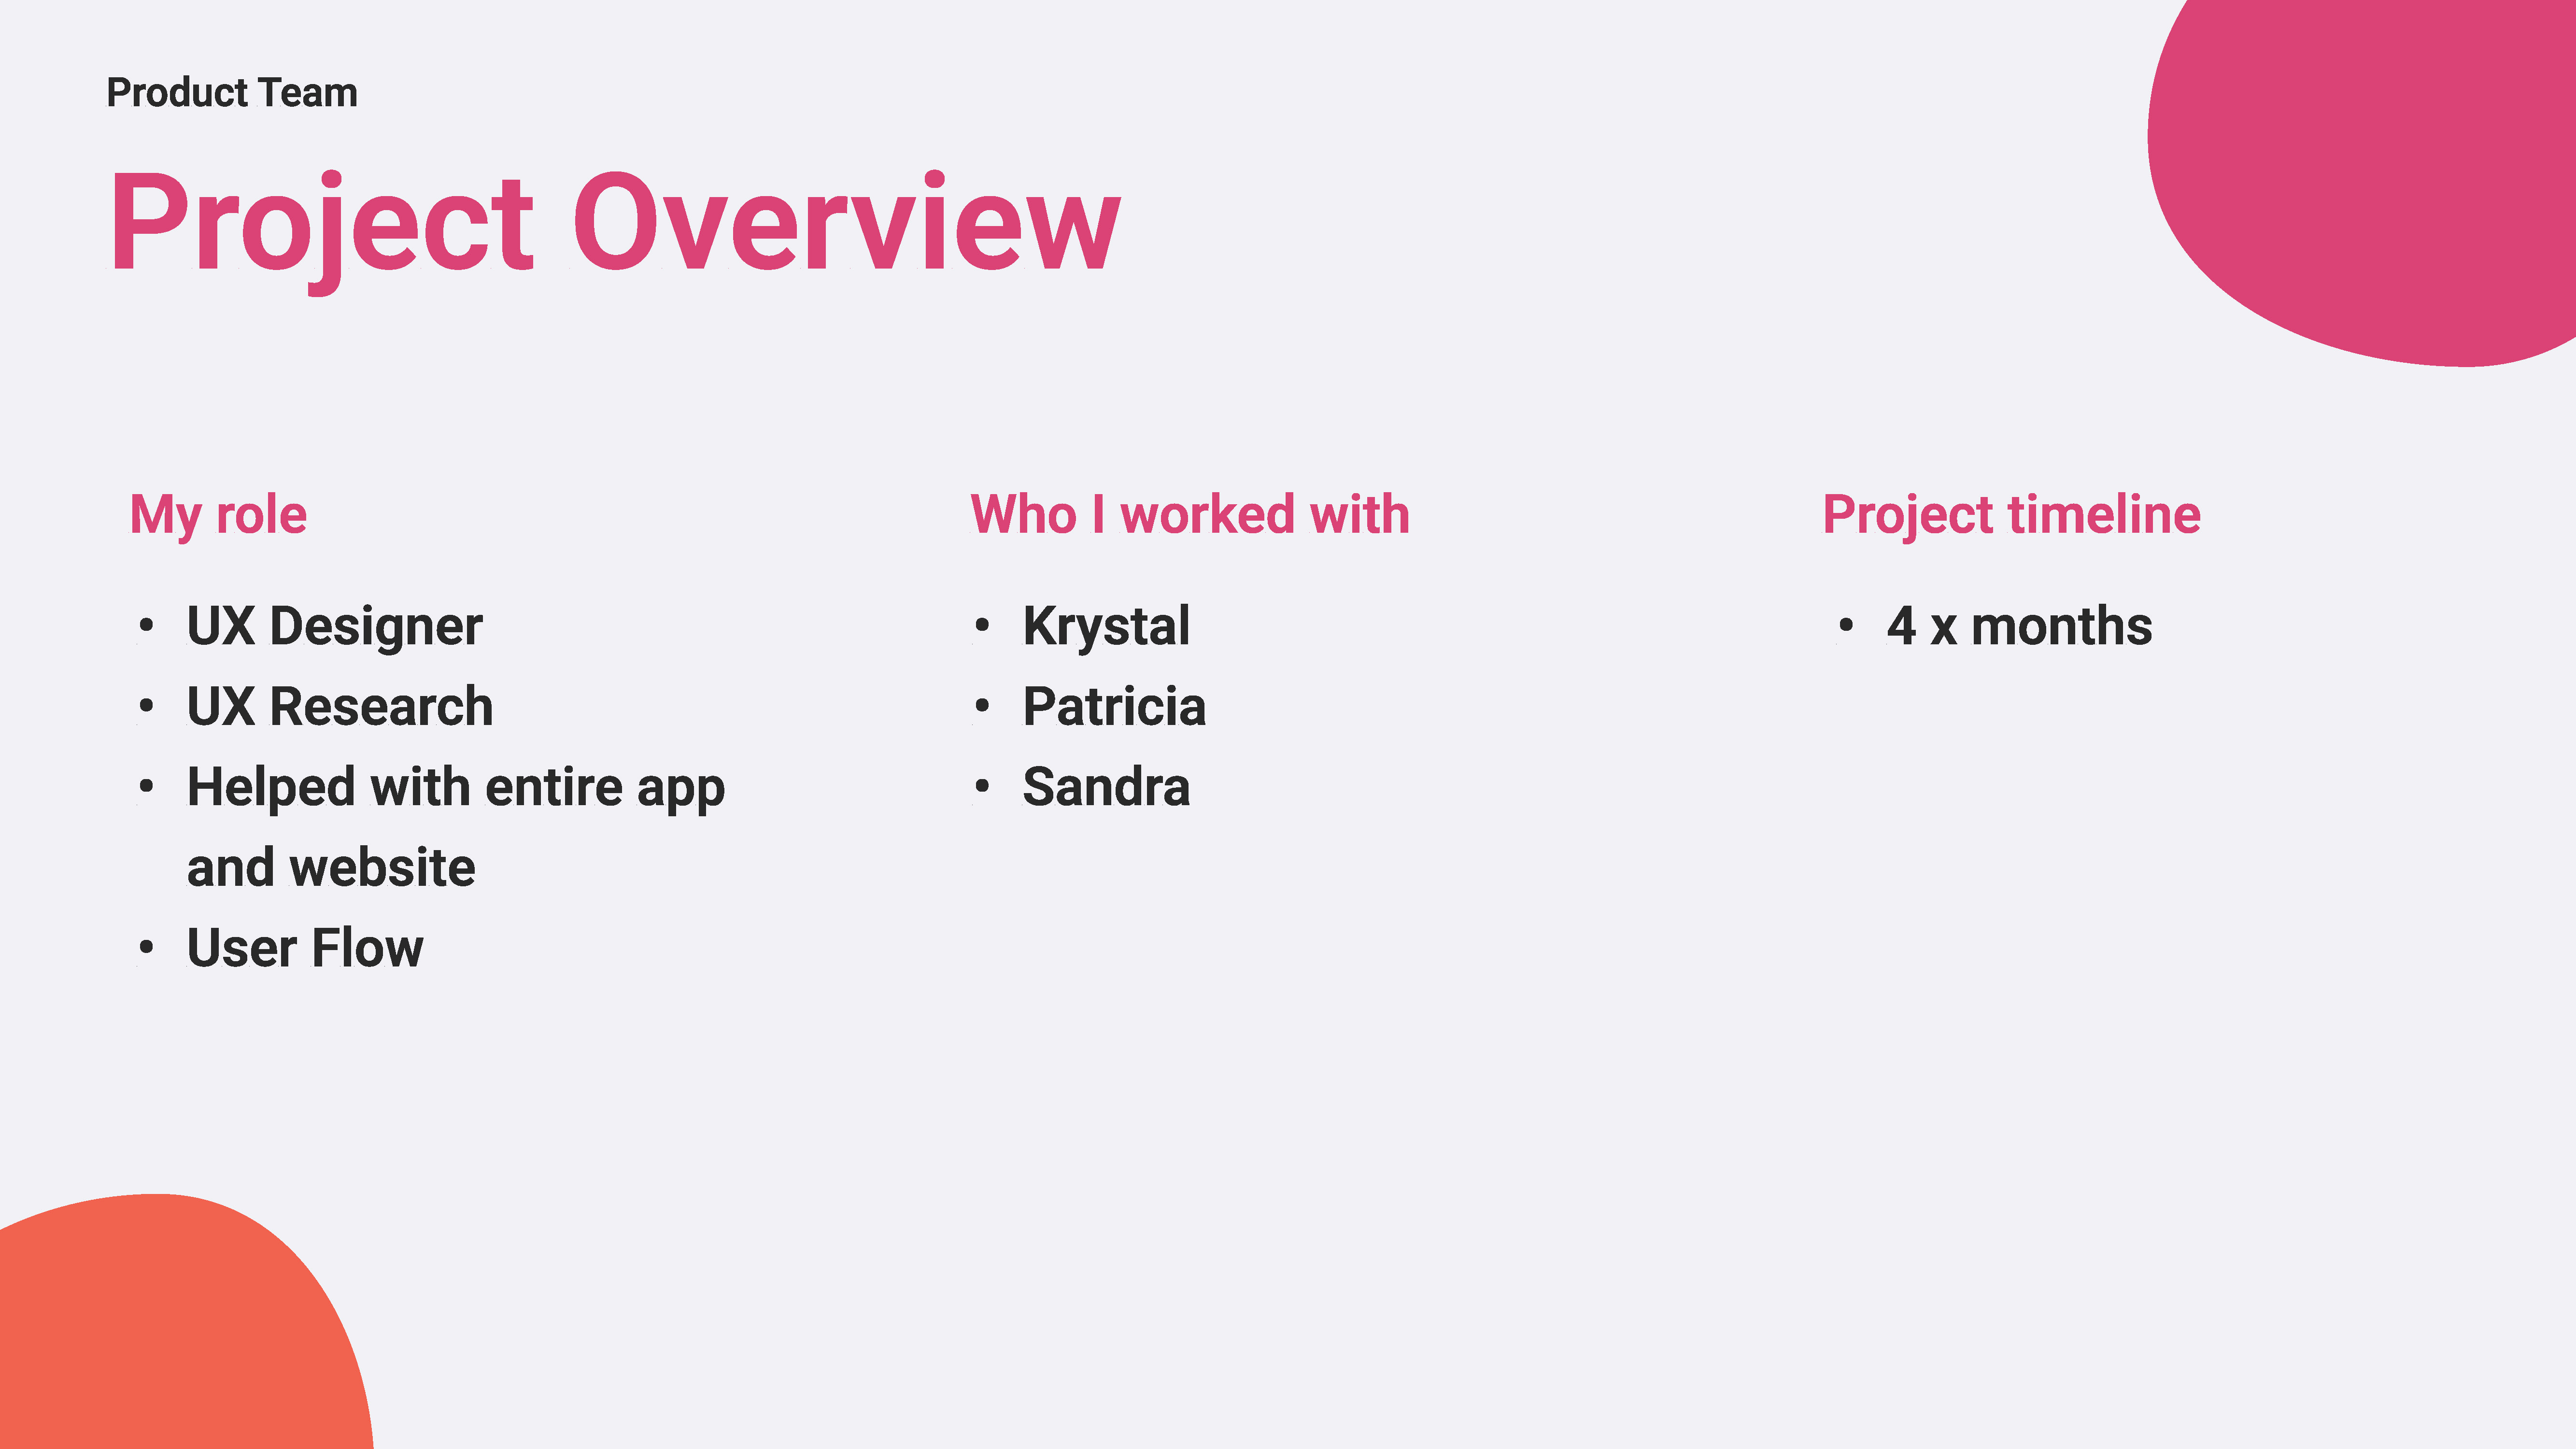 Product Team
Project Overview
My role
• UX Designer
• UX Research
• Helped with entire app
and website
• User Flow
Who I worked with
• Krystal
• Patricia
• Sandra
Project timeline
• 4 x months